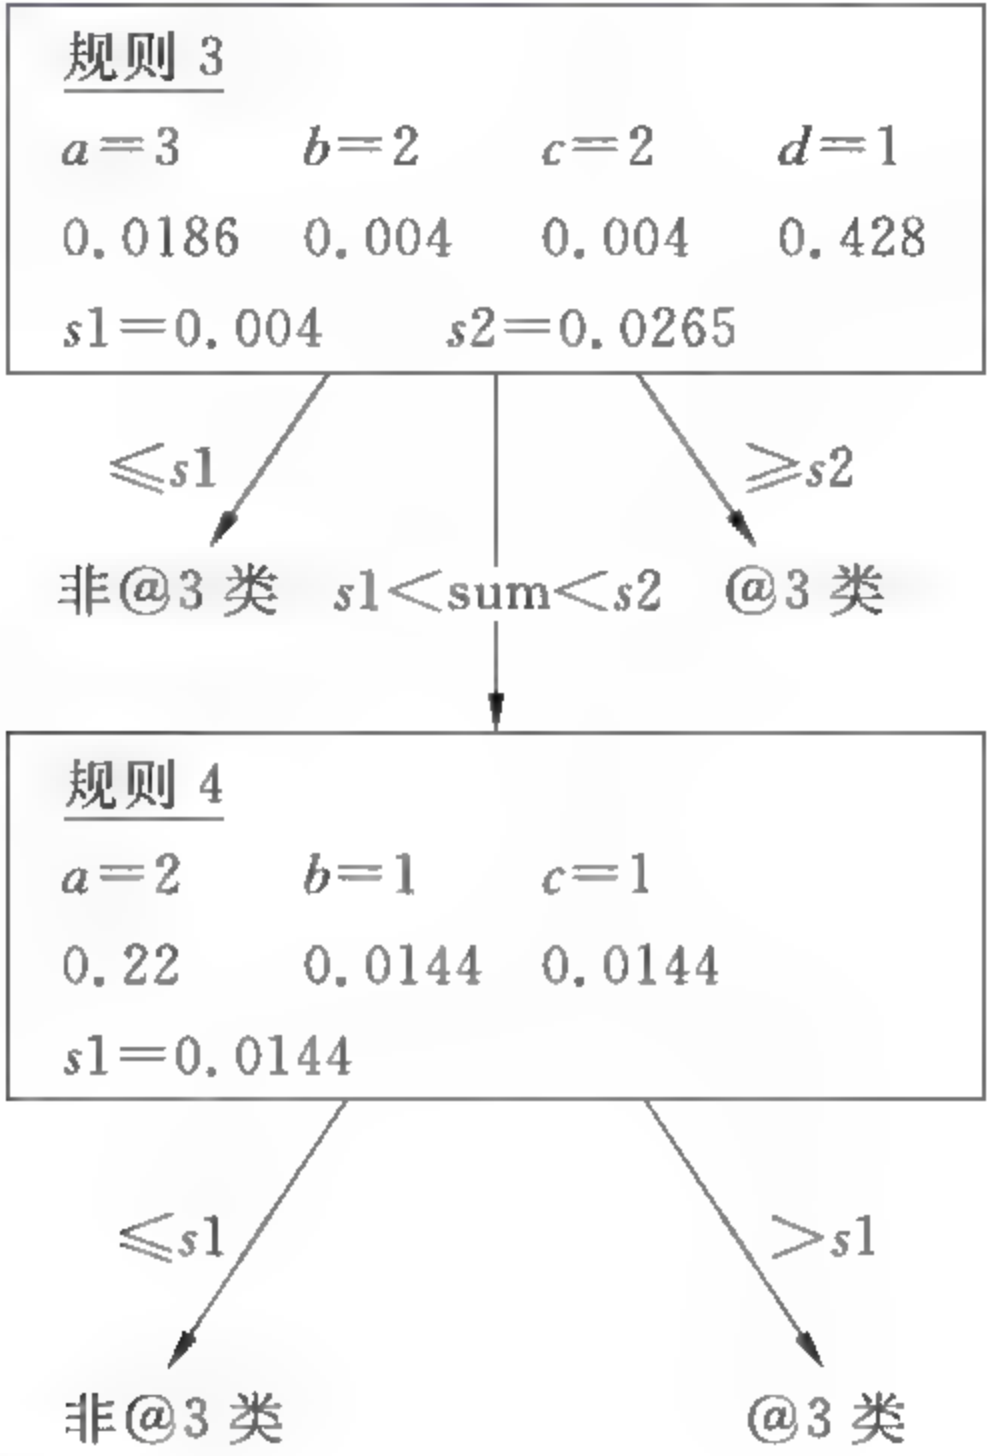 规则 3
a=3 b=2 c=2 d=1
0.0186 0.004 0.004 0.428
s1=0.004 s2=0.0265
≤s1 ≥s2
非@3 类 s1<sum<s2 @3 类
规则 4
a=2 b=1 c=1
0.22 0.0144 0.0144
s1=0.0144
≤s1 >s1
非@3 类 @3 类